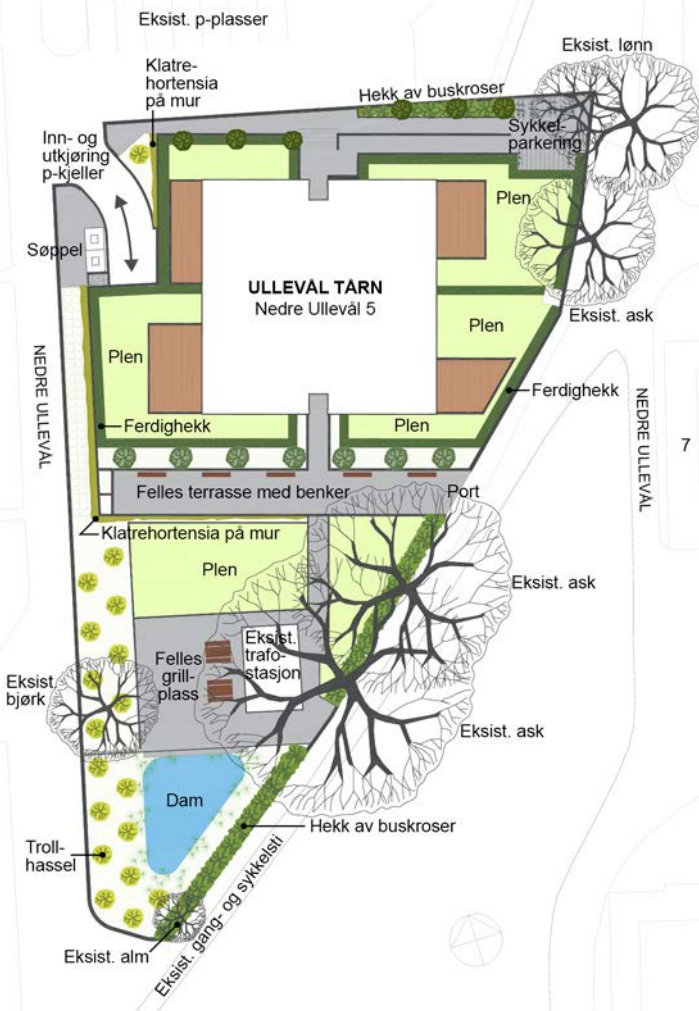 Eksist. p-plasser
Eksist. lønn
Klatre-
hortensia
på mur
Hekk av buskroser
Inn- og
utkjøring
p-kjeller
Sykkel-
parkering
Plen
Søppel
ULLEVÅL TÅRN
Nedre Ullevål 5
Eksist. ask
Plen
Plen
NEDRE ULLEVÅL
Ferdighekk
NEDRE ULLEVÅL
7
Ferdighekk
Plen
Felles terrasse med benker
Port
Klatrehortensia på mur
Plen
Eksist. ask
Eksist.
trafo-
stasjon
Felles
grill-
plass
Eksist.
bjørk
Eksist. ask
Dam
Hekk av buskroser
Troll-
hassel
Eksist. gang- og sykkelsti
Eksist. alm